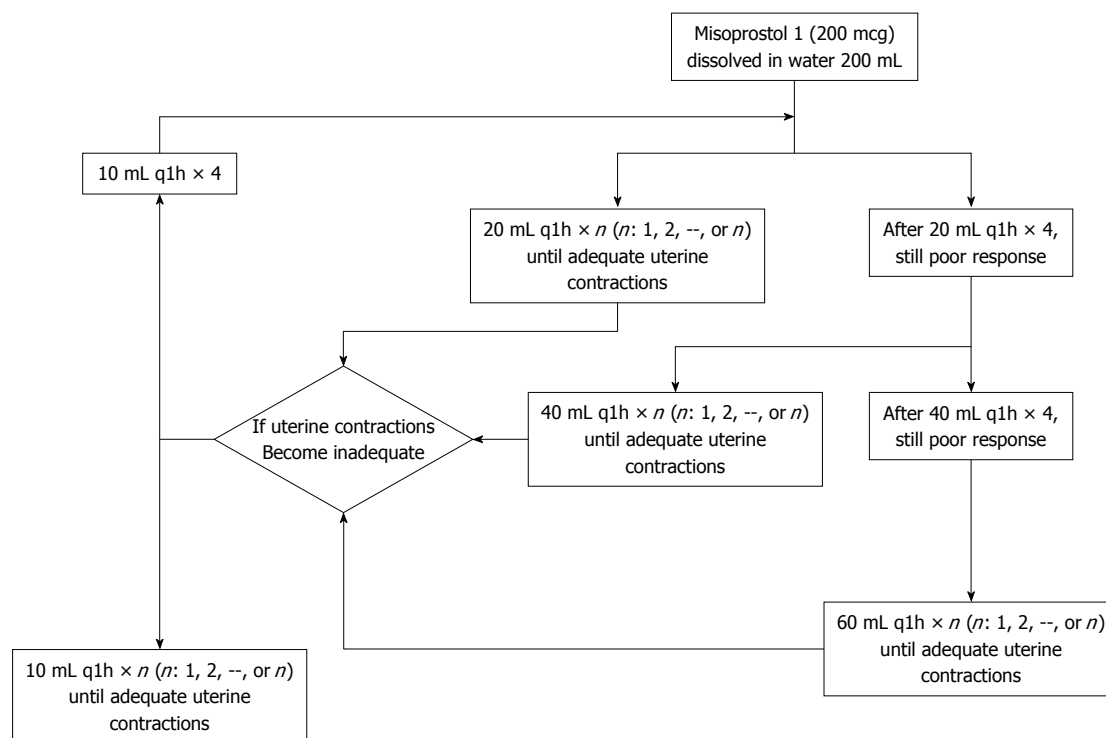 Misoprostol 1 (200 mcg)
dissolved in water 200 mL
10 mL q1h × 4
20 mL q1h × n (n: 1, 2, --, or n)
until adequate uterine
contractions
After 20 mL q1h × 4,
still poor response
If uterine contractions
Become inadequate
40 mL q1h × n (n: 1, 2, --, or n)
until adequate uterine
contractions
After 40 mL q1h × 4,
still poor response
60 mL q1h × n (n: 1, 2, --, or n)
until adequate uterine
contractions
10 mL q1h × n (n: 1, 2, --, or n)
until adequate uterine
contractions